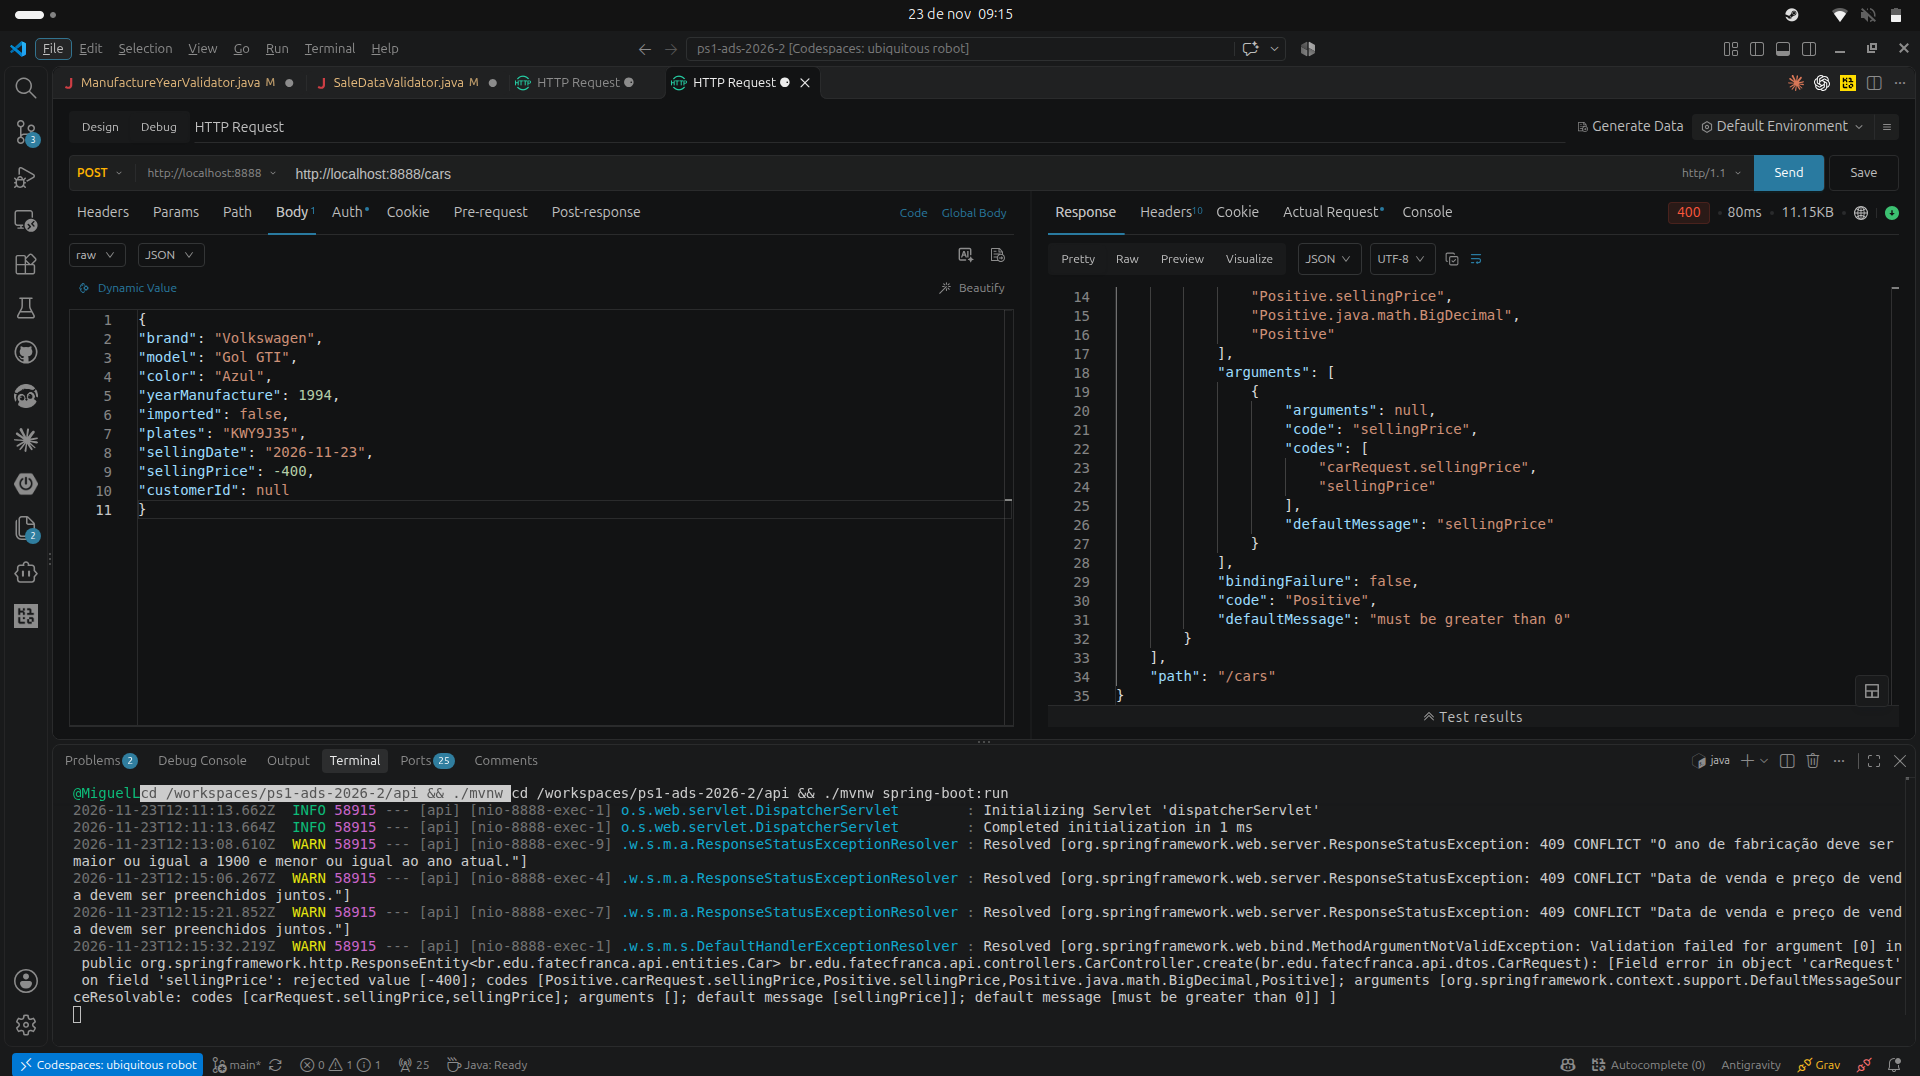 23 de nov 09:15
File Edit Selection View Go Run Terminal Help
ps1-ads-2026-2 [Codespaces: ubiquitous robot]
ManufactureYearValidator.java M
SaleDataValidator.java M
HTTP Request
HTTP Request
Design Debug HTTP Request
Generate Data Default Environment
POST http://localhost:8888 http://localhost:8888/cars http/1.1 Send Save
Headers Params Path Body 1 Auth Cookie Pre-request Post-response Code Global Body
raw JSON
Dynamic Value Beautify
1 {
2 "brand": "Volkswagen",
3 "model": "Gol GTI",
4 "color": "Azul",
5 "yearManufacture": 1994,
6 "imported": false,
7 "plates": "KWY9J35",
8 "sellingDate": "2026-11-23",
9 "sellingPrice": -400,
10 "customerId": null
11 }
Response Headers 10 Cookie Actual Request Console 400 80ms 11.15KB
Pretty Raw Preview Visualize JSON UTF-8
14 "Positive.sellingPrice",
15 "Positive.java.math.BigDecimal",
16 "Positive"
17 ],
18 "arguments": [
19 {
20 "arguments": null,
21 "code": "sellingPrice",
22 "codes": [
23 "carRequest.sellingPrice",
24 "sellingPrice"
25 ],
26 "defaultMessage": "sellingPrice"
27 }
28 ],
29 "bindingFailure": false,
30 "code": "Positive",
31 "defaultMessage": "must be greater than 0"
32 }
33 ],
34 "path": "/cars"
35 }
Test results
Problems 2 Debug Console Output Terminal Ports 25 Comments
java
@MiguelLcd /workspaces/ps1-ads-2026-2/api && ./mvnw cd /workspaces/ps1-ads-2026-2/api && ./mvnw spring-boot:run
2026-11-23T12:11:13.662Z INFO 58915 --- [api] [nio-8888-exec-1] o.s.web.servlet.DispatcherServlet : Initializing Servlet 'dispatcherServlet'
2026-11-23T12:11:13.664Z INFO 58915 --- [api] [nio-8888-exec-1] o.s.web.servlet.DispatcherServlet : Completed initialization in 1 ms
2026-11-23T12:13:08.610Z WARN 58915 --- [api] [nio-8888-exec-9] .w.s.m.a.ResponseStatusExceptionResolver : Resolved [org.springframework.web.server.ResponseStatusException: 409 CONFLICT "O ano de fabricação deve ser
maior ou igual a 1900 e menor ou igual ao ano atual."]
2026-11-23T12:15:06.267Z WARN 58915 --- [api] [nio-8888-exec-4] .w.s.m.a.ResponseStatusExceptionResolver : Resolved [org.springframework.web.server.ResponseStatusException: 409 CONFLICT "Data de venda e preço de vend
a devem ser preenchidos juntos."]
2026-11-23T12:15:21.852Z WARN 58915 --- [api] [nio-8888-exec-7] .w.s.m.a.ResponseStatusExceptionResolver : Resolved [org.springframework.web.server.ResponseStatusException: 409 CONFLICT "Data de venda e preço de vend
a devem ser preenchidos juntos."]
2026-11-23T12:15:32.219Z WARN 58915 --- [api] [nio-8888-exec-1] .w.s.m.s.DefaultHandlerExceptionResolver : Resolved [org.springframework.web.bind.MethodArgumentNotValidException: Validation failed for argument [0] in
public org.springframework.http.ResponseEntity<br.edu.fatecfranca.api.entities.Car> br.edu.fatecfranca.api.controllers.CarController.create(br.edu.fatecfranca.api.dtos.CarRequest): [Field error in object 'carRequest'
on field 'sellingPrice': rejected value [-400]; codes [Positive.carRequest.sellingPrice,Positive.sellingPrice,Positive.java.math.BigDecimal,Positive]; arguments [org.springframework.context.support.DefaultMessageSour
ceResolvable: codes [carRequest.sellingPrice,sellingPrice]; arguments []; default message [sellingPrice]]; default message [must be greater than 0]] ]
3
2
Codespaces: ubiquitous robot main* 0 1 1 25 Java: Ready Autocomplete (0) Antigravity Grav